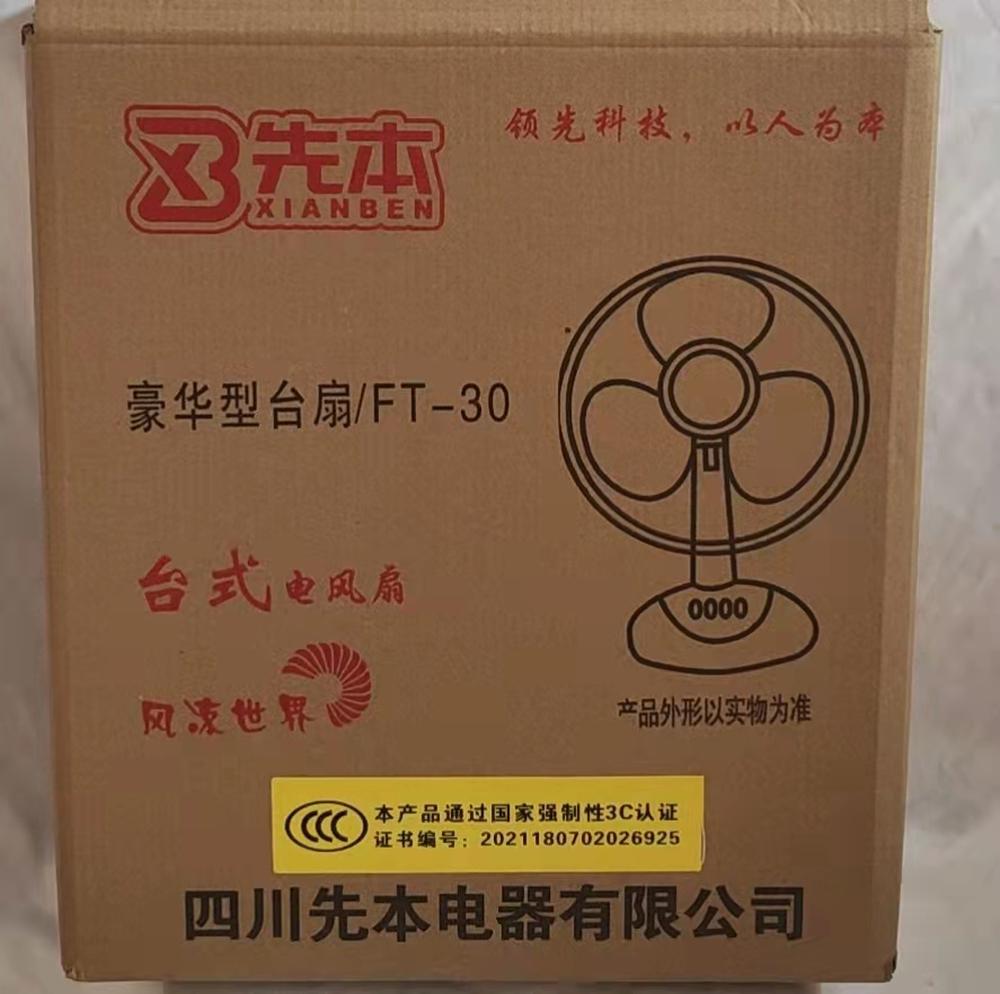 先本
XIANBEN
领先科技，以人为本
豪华型台扇/FT-30
台式电风扇
风凌世界
产品外形以实物为准
本产品通过国家强制性3C认证
证书编号：2021180702026925
四川先本电器有限公司